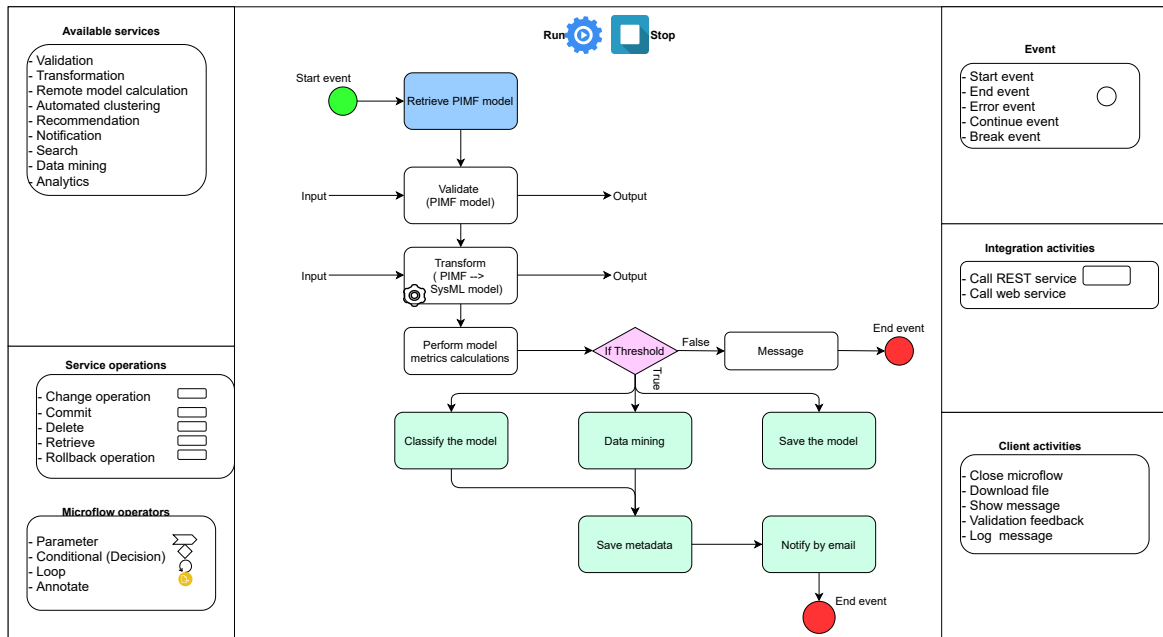 Available services
- Validation
- Transformation
- Remote model calculation
- Automated clustering
- Recommendation
- Notification
- Search
- Data mining
- Analytics
Service operations
- Change operation
- Commit
- Delete
- Retrieve
- Rollback operation
Microflow operators
- Parameter
- Conditional (Decision)
- Loop
- Annotate
Run
Stop
Start event
Retrieve PIMF model
Input
Validate
(PIMF model)
Output
Input
Transform
( PIMF -->
SysML model)
Output
Perform model
metrics calculations
If Threshold
False
Message
End event
True
Classify the model
Data mining
Save the model
Save metadata
Notify by email
End event
Event
- Start event
- End event
- Error event
- Continue event
- Break event
Integration activities
- Call REST service
- Call web service
Client activities
- Close microflow
- Download file
- Show message
- Validation feedback
- Log message